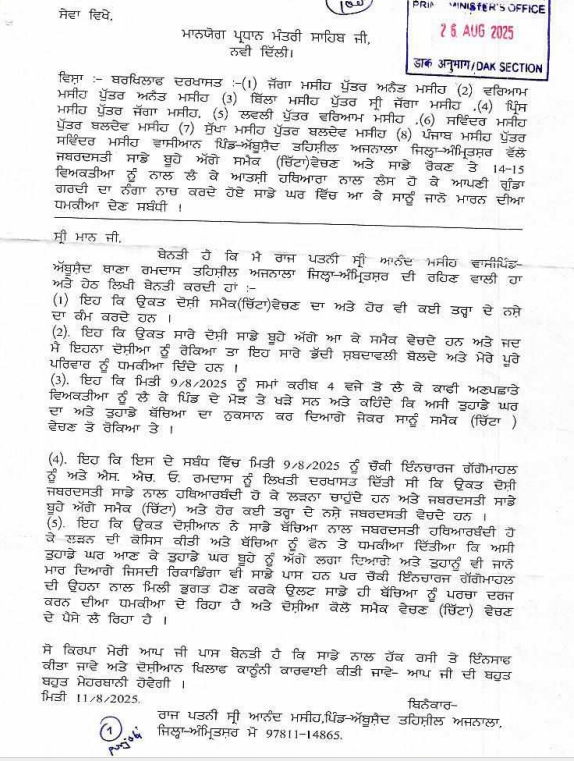 ਸੇਵਾ ਵਿਖੇ,
PRIME MINISTER'S OFFICE
26 AUG 2025
डाक अनुभाग/DAK SECTION
ਮਾਨਯੋਗ ਪ੍ਰਧਾਨ ਮੰਤਰੀ ਸਾਹਿਬ ਜੀ,
ਨਵੀ ਦਿੱਲੀ।
ਵਿਸ਼ਾ :- ਬਰਖਿਲਾਫ ਦਰਖਾਸਤ :-(1) ਜੱਗਾ ਮਸੀਹ ਪੁੱਤਰ ਅਨੈਤ ਮਸੀਹ (2) ਵਰਿਆਮ
ਮਸੀਹ ਪੁੱਤਰ ਅਨੈਤ ਮਸੀਹ (3) ਬਿੱਲਾ ਮਸੀਹ ਪੁੱਤਰ ਸ੍ਰੀ ਜੱਗਾ ਮਸੀਹ .(4) ਪ੍ਰਿੰਸ
ਮਸੀਹ ਪੁੱਤਰ ਜੱਗਾ ਮਸੀਹ, (5) ਲਵਲੀ ਪੁੱਤਰ ਵਰਿਆਮ ਮਸੀਹ .(6) ਸਵਿੰਦਰ ਮਸੀਹ
ਪੁੱਤਰ ਬਲਦੇਵ ਮਸੀਹ (7) ਸੁੱਖਾ ਮਸੀਹ ਪੁੱਤਰ ਬਲਦੇਵ ਮਸੀਹ (8) ਪੰਜਾਬ ਮਸੀਹ ਪੁੱਤਰ
ਸਵਿੰਦਰ ਮਸੀਹ ਵਾਸੀਆਨ ਪਿੰਡ-ਅੱਬੂਸੈਦ ਤਹਿਸ਼ੀਲ ਅਜਨਾਲਾ ਜਿਲ੍ਹਾ-ਅੰਮ੍ਰਿਤਸ਼ਰ ਵੱਲੋ
ਜਬਰਦਸਤੀ ਸਾਡੇ ਬੂਹੇ ਅੱਗੇ ਸਮੈਕ (ਚਿੱਟਾ)ਵੇਚਣ ਅਤੇ ਸਾਡੇ ਰੋਕਣ ਤੇ 14-15
ਵਿਅਕਤੀਆ ਨੂੰ ਨਾਲ ਲੈ ਕੇ ਆਤਸ਼ੀ ਹਥਿਆਰਾ ਨਾਲ ਲੈਸ ਹੋ ਕੇ ਆਪਣੀ ਗੁੰਡਾ
ਗਰਦੀ ਦਾ ਨੰਗਾ ਨਾਚ ਕਰਦੇ ਹੋਏ ਸਾਡੇ ਘਰ ਵਿੱਚ ਆ ਕੇ ਸਾਨੂੰ ਜਾਨੋ ਮਾਰਨ ਦੀਆ
ਧਮਕੀਆ ਦੇਣ ਸਬੰਧੀ ।
ਸ੍ਰੀ ਮਾਨ ਜੀ.
ਬੇਨਤੀ ਹੈ ਕਿ ਮੈ ਰਾਜ ਪਤਨੀ ਸ੍ਰੀ ਆਨੰਦ ਮਸੀਹ ਵਾਸੀਪਿੰਡ-
ਅੱਬੂਸ਼ੈਦ ਥਾਣਾ ਰਮਦਾਸ ਤਹਿਸ਼ੀਲ ਅਜਨਾਲਾ ਜਿਲ੍ਹਾ-ਅੰਮ੍ਰਿਤਸ਼ਰ ਦੀ ਰਹਿਣ ਵਾਲੀ ਹਾ
ਅਤੇ ਹੇਠ ਲਿਖੀ ਬੇਨਤੀ ਕਰਦੀ ਹਾਂ :-
(1) ਇਹ ਕਿ ਉਕਤ ਦੋਸ਼ੀ ਸਮੈਕ(ਚਿੱਟਾ)ਵੇਚਣ ਦਾ ਅਤੇ ਹੋਰ ਵੀ ਕਈ ਤਰ੍ਹਾ ਦੇ ਨਸ਼ੇ
ਦਾ ਕੰਮ ਕਰਦੇ ਹਨ ।
(2). ਇਹ ਕਿ ਉਕਤ ਸਾਰੇ ਦੋਸ਼ੀ ਸਾਡੇ ਬੂਹੇ ਅੱਗੇ ਆ ਕੇ ਸਮੈਕ ਵੇਚਦੇ ਹਨ ਅਤੇ ਜਦ
ਮੈ ਇਹਨਾ ਦੋਸ਼ੀਆ ਨੂੰ ਰੋਕਿਆ ਤਾ ਇਹ ਸਾਰੇ ਭੱਦੀ ਸ਼ਬਦਾਵਲੀ ਬੋਲਦੇ ਅਤੇ ਮੇਰੇ ਪੂਰੇ
ਪਰਿਵਾਰ ਨੂੰ ਧਮਕੀਆ ਦਿੰਦੇ ਹਨ ।
(3). ਇਹ ਕਿ ਮਿਤੀ 9/8/2025 ਨੂੰ ਸਮਾਂ ਕਰੀਬ 4 ਵਜੇ ਤੋ ਲੈ ਕੇ ਕਾਫੀ ਅਣਪਛਾਤੇ
ਵਿਅਕਤੀਆ ਨੂੰ ਲੈ ਕੇ ਪਿੰਡ ਦੇ ਮੋੜ ਤੇ ਖੜੇ ਸਨ ਅਤੇ ਕਹਿੰਦੇ ਕਿ ਅਸੀ ਤੁਹਾਡੇ ਘਰ
ਦਾ ਅਤੇ ਤੁਹਾਡੇ ਬੱਚਿਆ ਦਾ ਨੁਕਸਾਨ ਕਰ ਦਿਆਗੇ ਜੇਕਰ ਸਾਨੂੰ ਸਮੈਕ (ਚਿੱਟਾ )
ਵੇਚਣ ਤੋ ਰੋਕਿਆ ਤੇ ।
(4). ਇਹ ਕਿ ਇਸ ਦੇ ਸਬੰਧ ਵਿੱਚ ਮਿਤੀ 9/8/2025 ਨੂੰ ਚੌਕੀ ਇੰਨਚਾਰਜ ਗੱਗੋਮਾਹਲ
ਨੂੰ ਅਤੇ ਐਸ. ਐਚ. ਓ. ਰਮਦਾਸ ਨੂੰ ਲਿਖਤੀ ਦਰਖਾਸਤ ਦਿੱਤੀ ਸੀ ਕਿ ਉਕਤ ਦੋਸ਼ੀ
ਜਬਰਦਸਤੀ ਸਾਡੇ ਨਾਲ ਹਥਿਆਰਬੰਦੀ ਹੋ ਕੇ ਲੜਨਾ ਚਾਹੁੰਦੇ ਹਨ ਅਤੇ ਜਬਰਦਸਤੀ ਸਾਡੇ
ਬੂਹੇ ਅੱਗੇ ਸਮੈਕ (ਚਿੱਟਾ) ਅਤੇ ਹੋਰ ਕਈ ਤਰ੍ਹਾ ਦੇ ਨਸ਼ੇ ਜਬਰਦਸਤੀ ਵੇਚਦੇ ਹਨ ।
(5). ਇਹ ਕਿ ਉਕਤ ਦੋਸ਼ੀਆਨ ਨੇ ਸਾਡੇ ਬੱਚਿਆ ਨਾਲ ਜਬਰਦਸਤੀ ਹਥਿਆਰਬੰਦੀ ਹੋ
ਕੇ ਲੜਨ ਦੀ ਕੋਸਿਸ ਕੀਤੀ ਅਤੇ ਬੱਚਿਆ ਨੂੰ ਫੋਨ ਤੇ ਧਮਕੀਆ ਦਿੱਤੀਆ ਕਿ ਅਸੀ
ਤੁਹਾਡੇ ਘਰ ਆਣ ਕੇ ਤੁਹਾਡੇ ਘਰ ਬੂਹੇ ਨੂੰ ਅੱਗੇ ਲਗਾ ਦਿਆਗੇ ਅਤੇ ਤੁਹਾਨੂੰ ਵੀ ਜਾਨੋ
ਮਾਰ ਦਿਆਗੇ ਜਿਸਦੀ ਰਿਕਾਡਿੰਗਾ ਵੀ ਸਾਡੇ ਪਾਸ ਹਨ ਪਰ ਚੌਕੀ ਇੰਨਚਾਰਜ ਗੱਗੋਮਾਹਲ
ਦੀ ਉਹਨਾ ਨਾਲ ਮਿਲੀ ਭੁਗਤ ਹੋਣ ਕਰਕੇ ਉਲਟ ਸਾਡੇ ਹੀ ਬੱਚਿਆ ਨੂੰ ਪਰਚਾ ਦਰਜ
ਕਰਨ ਦੀਆ ਧਮਕੀਆ ਦੇ ਰਿਹਾ ਹੈ ਅਤੇ ਦੋਸ਼ੀਆ ਕੋਲੋ ਸਮੈਕ ਵੇਚਣ (ਚਿੱਟਾ) ਵੇਚਣ
ਦੇ ਪੈਸੇ ਲੈ ਰਿਹਾ ਹੈ ।
ਸੋ ਕਿਰਪਾ ਮੇਰੀ ਆਪ ਜੀ ਪਾਸ ਬੇਨਤੀ ਹੈ ਕਿ ਸਾਡੇ ਨਾਲ ਹੱਕ ਰਸੀ ਤੇ ਇੰਨਸਾਫ
ਕੀਤਾ ਜਾਵੇ ਅਤੇ ਦੋਸ਼ੀਆਨ ਖਿਲਾਫ ਕਾਨੂੰਨੀ ਕਾਰਵਾਈ ਕੀਤੀ ਜਾਵੇ- ਆਪ ਜੀ ਦੀ ਬਹੁਤ
ਬਹੁਤ ਮੇਹਰਬਾਨੀ ਹੋਵੇਗੀ ।
ਮਿਤੀ 11/8/2025.
ਬਿਨੈਕਾਰ-
ਰਾਜ ਪਤਨੀ ਸ੍ਰੀ ਆਨੰਦ ਮਸੀਹ,ਪਿੰਡ-ਅੱਬੂਸ਼ੈਦ ਤਹਿਸ਼ੀਲ ਅਜਨਾਲਾ,
ਜਿਲ੍ਹਾ-ਅੰਮ੍ਰਿਤਸ਼ਰ ਮੋ 97811-14865.
1
punjabi